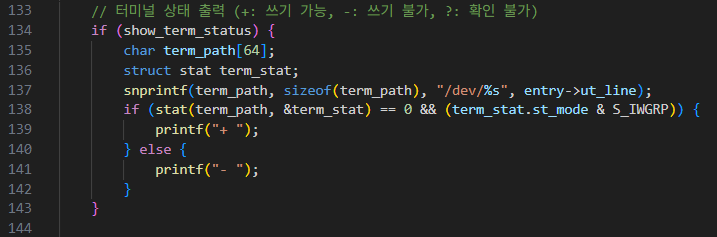 133 // 터미널 상태 출력 (+: 쓰기 가능, -: 쓰기 불가, ?: 확인 불가)
134 if (show_term_status) {
135 char term_path[64];
136 struct stat term_stat;
137 snprintf(term_path, sizeof(term_path), "/dev/%s", entry->ut_line);
138 if (stat(term_path, &term_stat) == 0 && (term_stat.st_mode & S_IWGRP)) {
139 printf("+ ");
140 } else {
141 printf("- ");
142 }
143 }
144